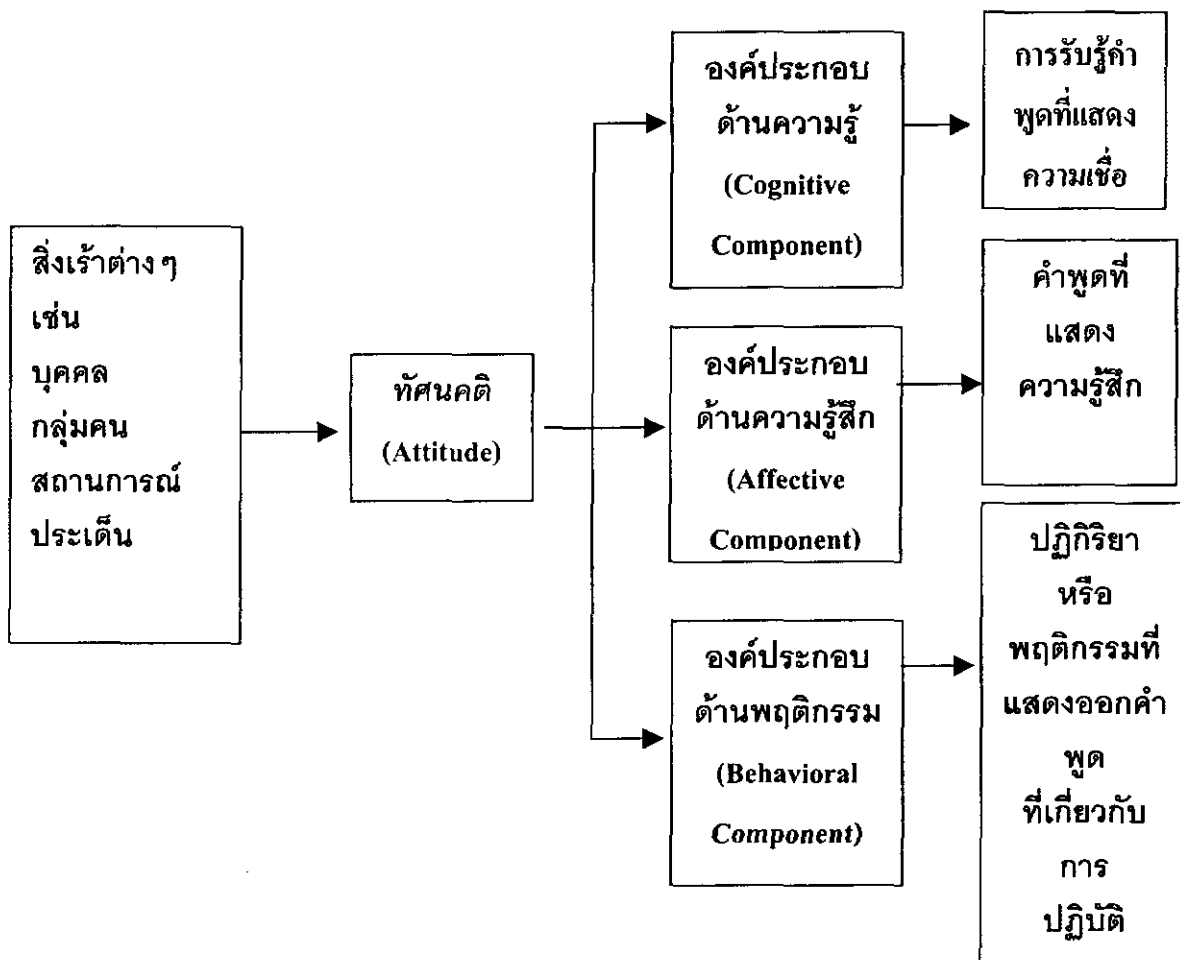 สิ่งเร้าต่างๆ
เช่น
บุคคล
กลุ่มคน
สถานการณ์
ประเด็น
ทัศนคติ
(Attitude)
องค์ประกอบ
ด้านความรู้
(Cognitive
Component)
การรับรู้คำ
พูดที่แสดง
ความเชื่อ
องค์ประกอบ
ด้านความรู้สึก
(Affective
Component)
คำพูดที่
แสดง
ความรู้สึก
องค์ประกอบ
ด้านพฤติกรรม
(Behavioral
Component)
ปฏิกิริยา
หรือ
พฤติกรรมที่
แสดงออกคำ
พูด
ที่เกี่ยวกับ
การ
ปฏิบัติ